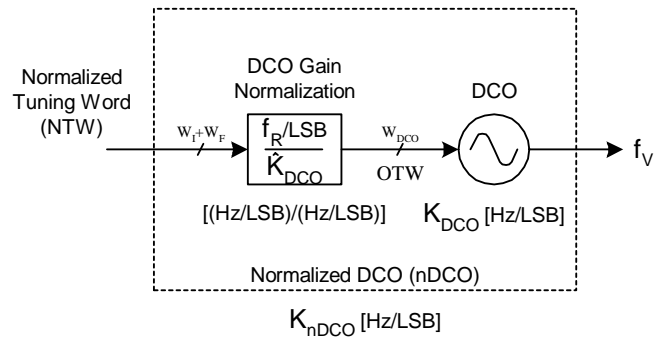 Normalized
Tuning Word
(NTW)
DCO Gain
Normalization
DCO
W_I+W_F
f_R/LSB
K̂_DCO
W_DCO
OTW
f_V
[(Hz/LSB)/(Hz/LSB)]
K_DCO [Hz/LSB]
Normalized DCO (nDCO)
K_nDCO [Hz/LSB]